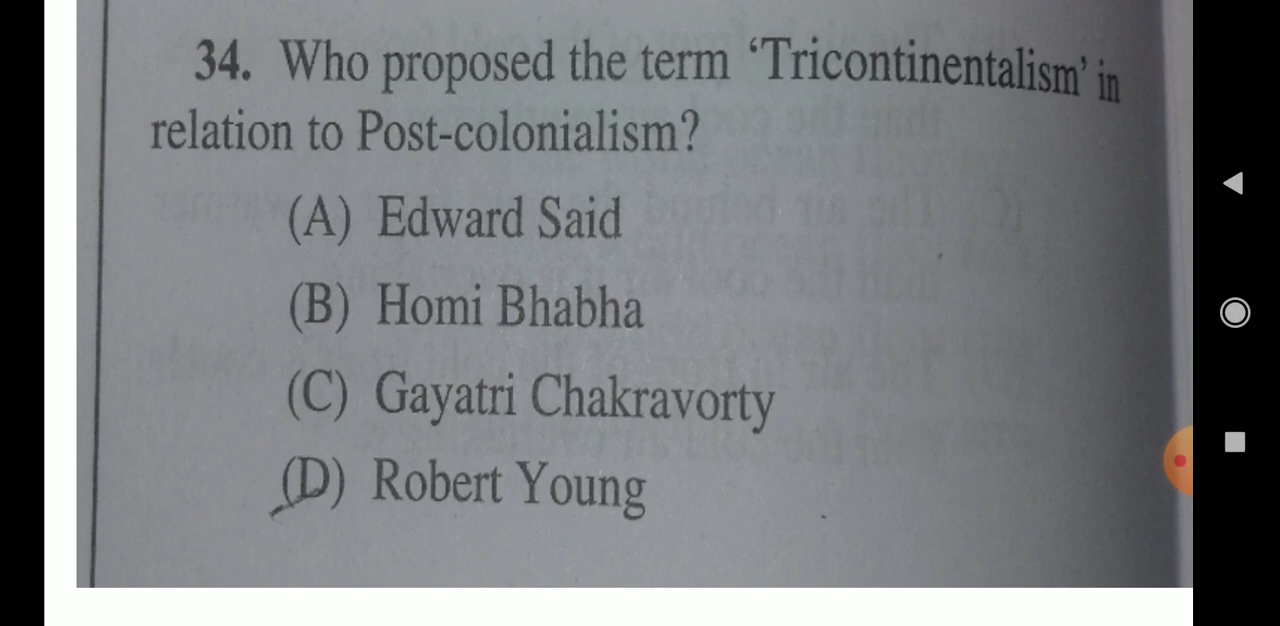 34. Who proposed the term ‘Tricontinentalism’ in
relation to Post-colonialism?
(A) Edward Said
(B) Homi Bhabha
(C) Gayatri Chakravorty
(D) Robert Young